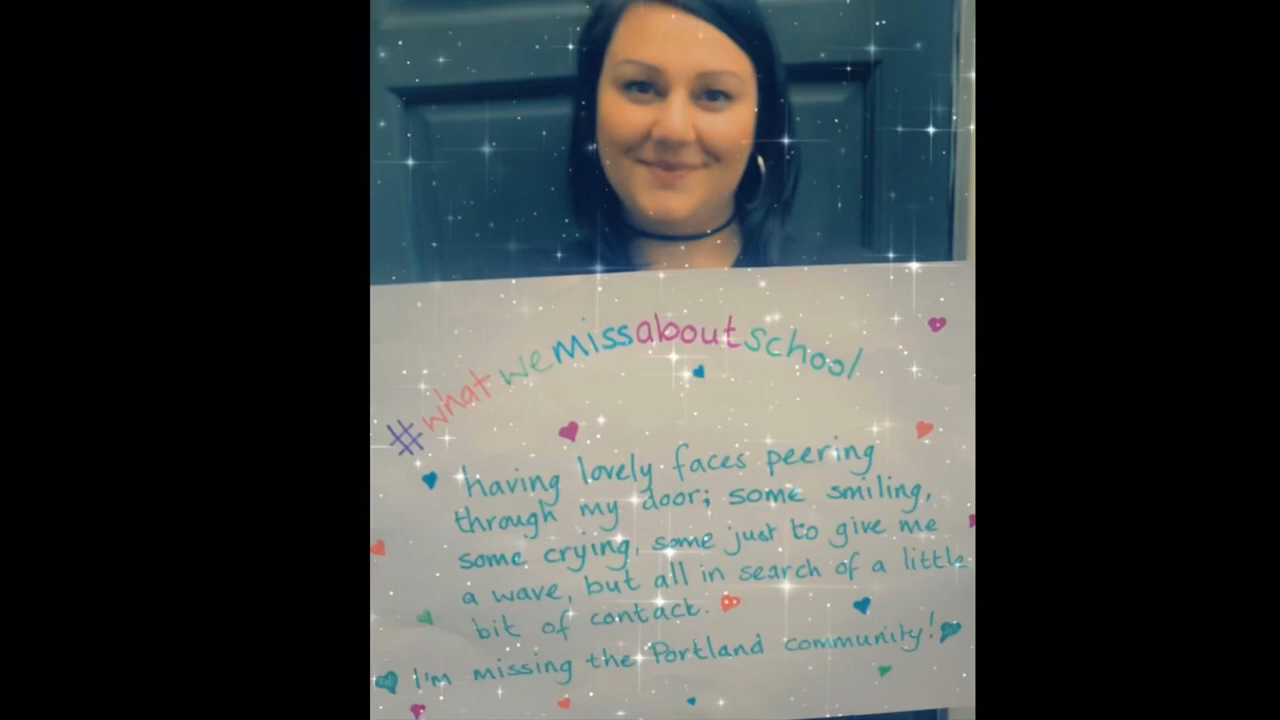 #whatwemissaboutschool
having lovely faces peering
through my door; some smiling,
some crying, some just to give me
a wave, but all in search of a little
bit of contact.
I'm missing the Portland community!